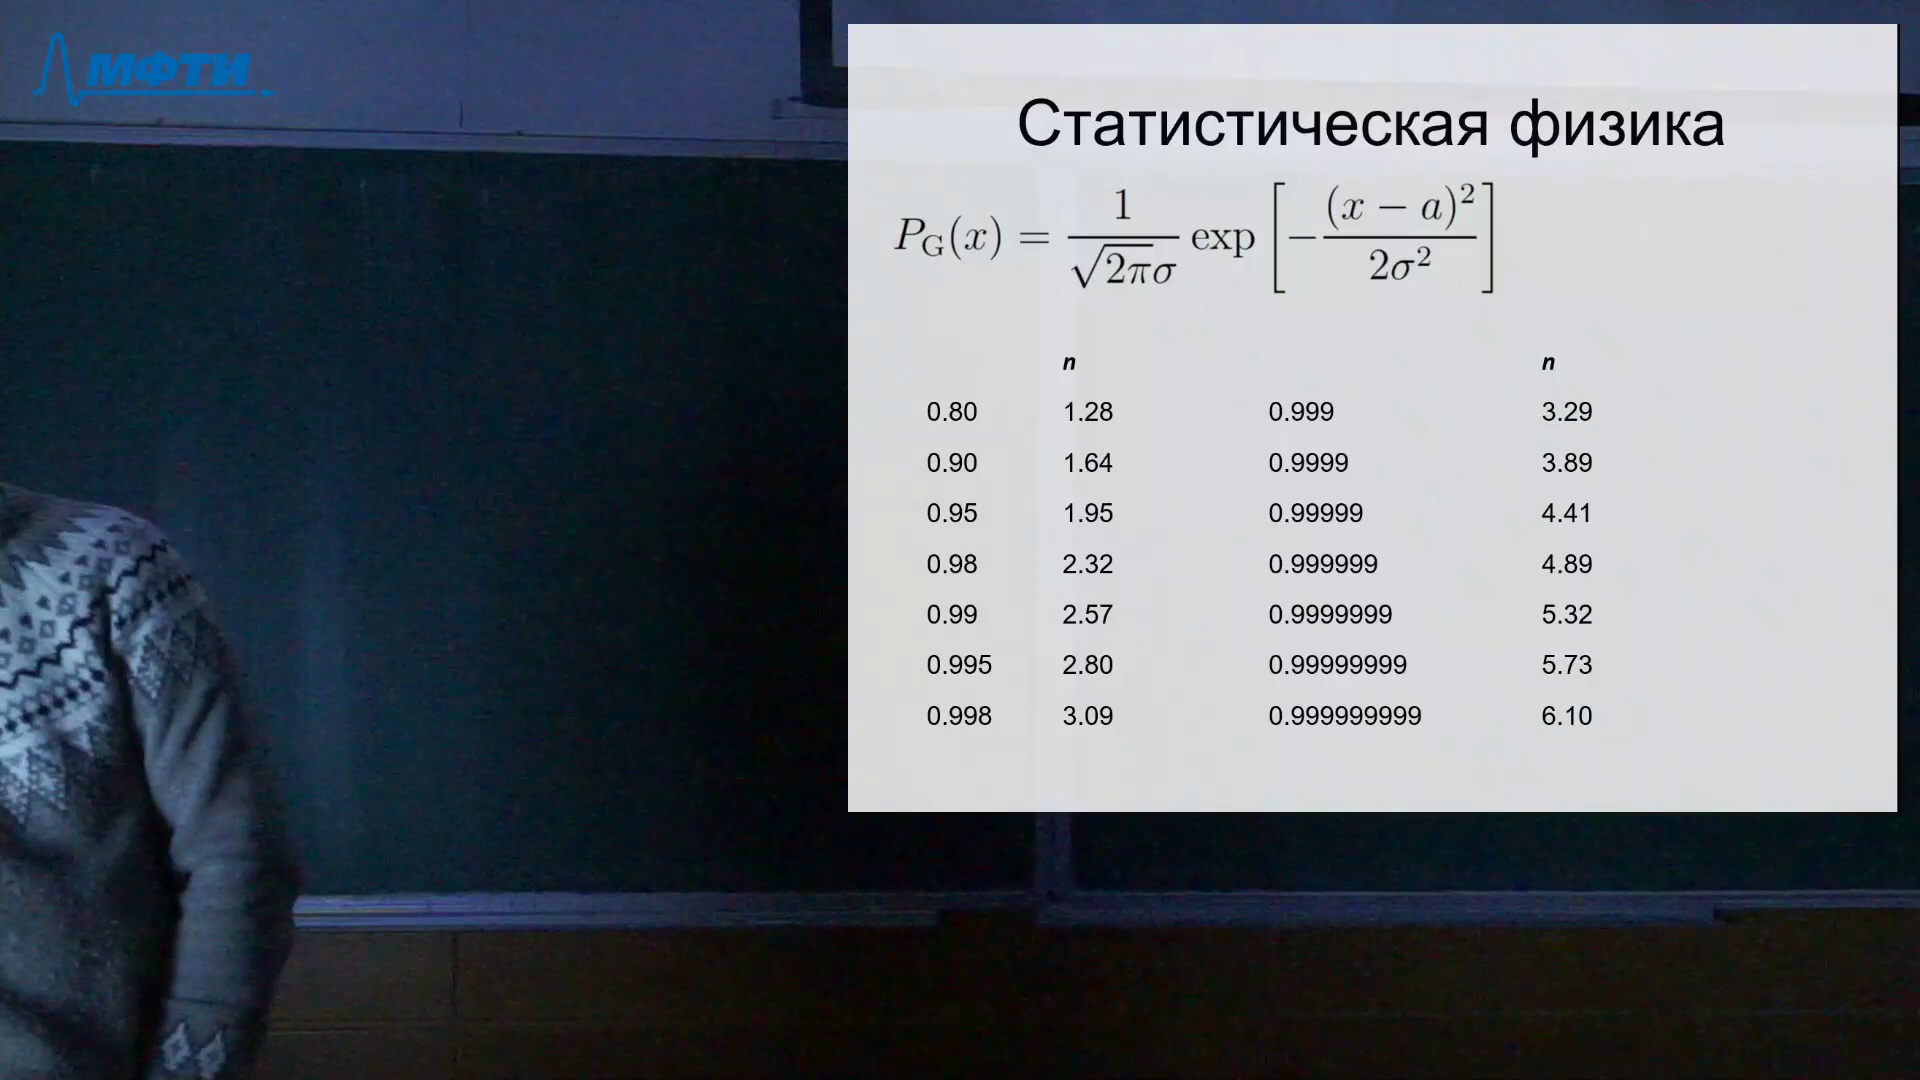 МФТИ
Статистическая физика
P_G(x) = \frac{1}{\sqrt{2\pi}\sigma} \exp\left[-\frac{(x - a)^2}{2\sigma^2}\right]
n n
0.80 1.28 0.999 3.29
0.90 1.64 0.9999 3.89
0.95 1.95 0.99999 4.41
0.98 2.32 0.999999 4.89
0.99 2.57 0.9999999 5.32
0.995 2.80 0.99999999 5.73
0.998 3.09 0.999999999 6.10